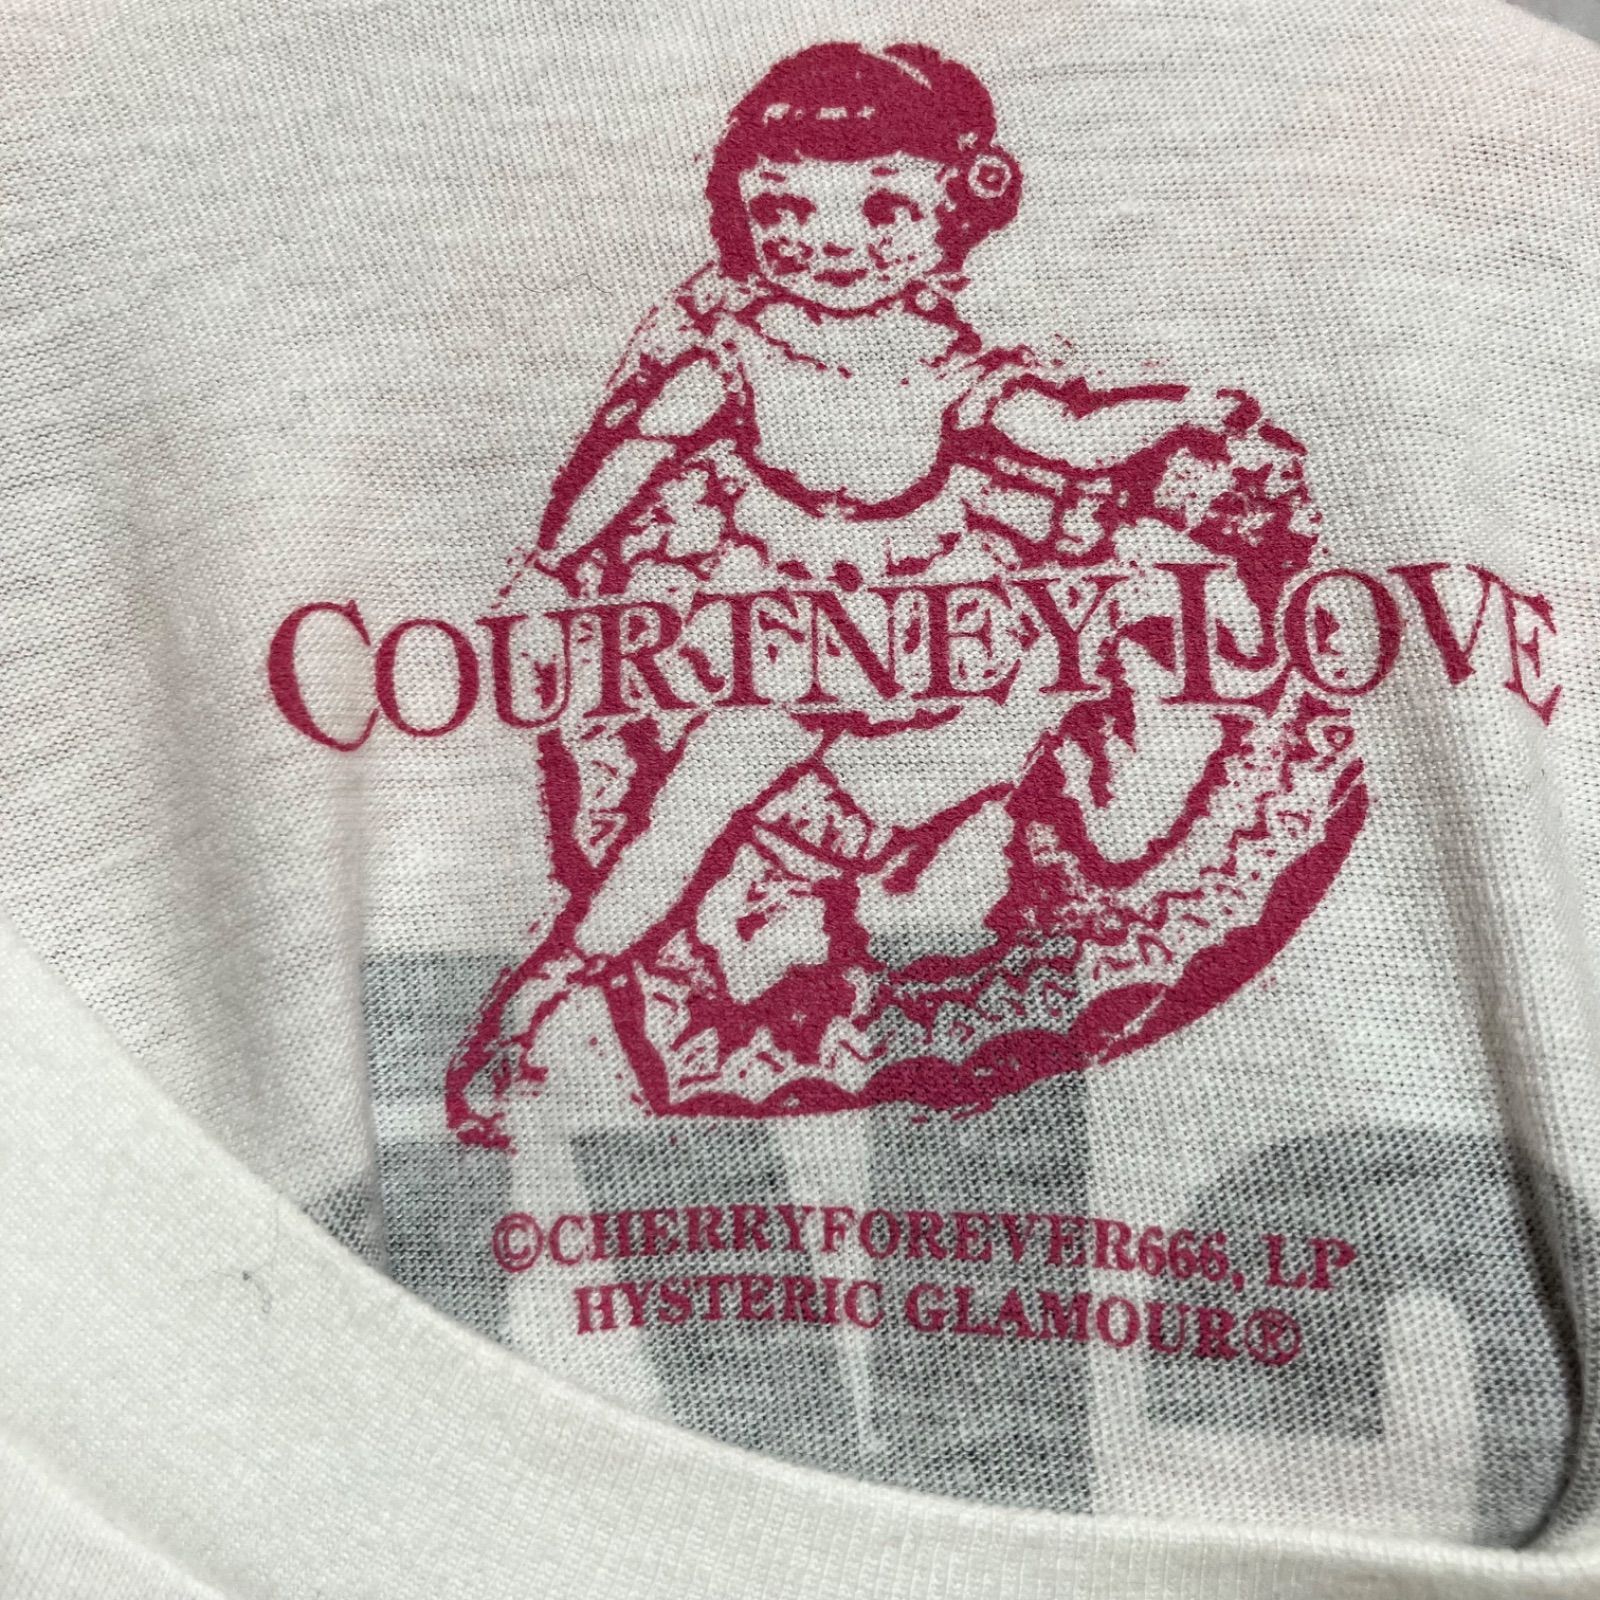 COURTNEY LOVE
©CHERRYFOREVER666, LP
HYSTERIC GLAMOUR®